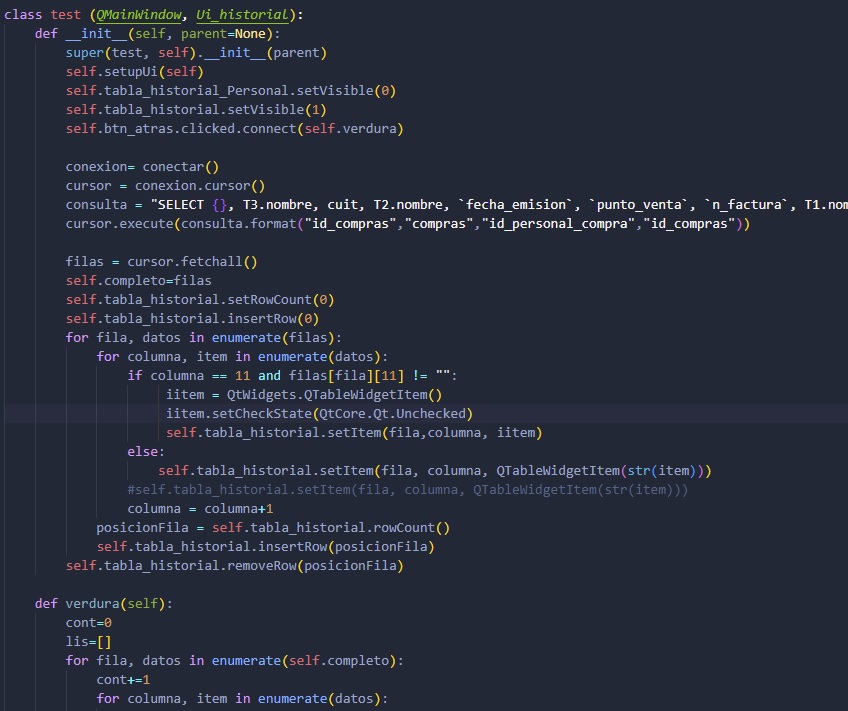 class test (QMainWindow, Ui_historial):
def __init__(self, parent=None):
super(test, self).__init__(parent)
self.setupUi(self)
self.tabla_historial_Personal.setVisible(0)
self.tabla_historial.setVisible(1)
self.btn_atras.clicked.connect(self.verdura)
conexion= conectar()
cursor = conexion.cursor()
consulta = "SELECT {}, T3.nombre, cuit, T2.nombre, `fecha_emision`, `punto_venta`, `n_factura`, T1.nom
cursor.execute(consulta.format("id_compras","compras","id_personal_compra","id_compras"))
filas = cursor.fetchall()
self.completo=filas
self.tabla_historial.setRowCount(0)
self.tabla_historial.insertRow(0)
for fila, datos in enumerate(filas):
for columna, item in enumerate(datos):
if columna == 11 and filas[fila][11] != "":
iitem = QtWidgets.QTableWidgetItem()
iitem.setCheckState(QtCore.Qt.Unchecked)
self.tabla_historial.setItem(fila,columna, iitem)
else:
self.tabla_historial.setItem(fila, columna, QTableWidgetItem(str(item)))
#self.tabla_historial.setItem(fila, columna, QTableWidgetItem(str(item)))
columna = columna+1
posicionFila = self.tabla_historial.rowCount()
self.tabla_historial.insertRow(posicionFila)
self.tabla_historial.removeRow(posicionFila)
def verdura(self):
cont=0
lis=[]
for fila, datos in enumerate(self.completo):
cont+=1
for columna, item in enumerate(datos):